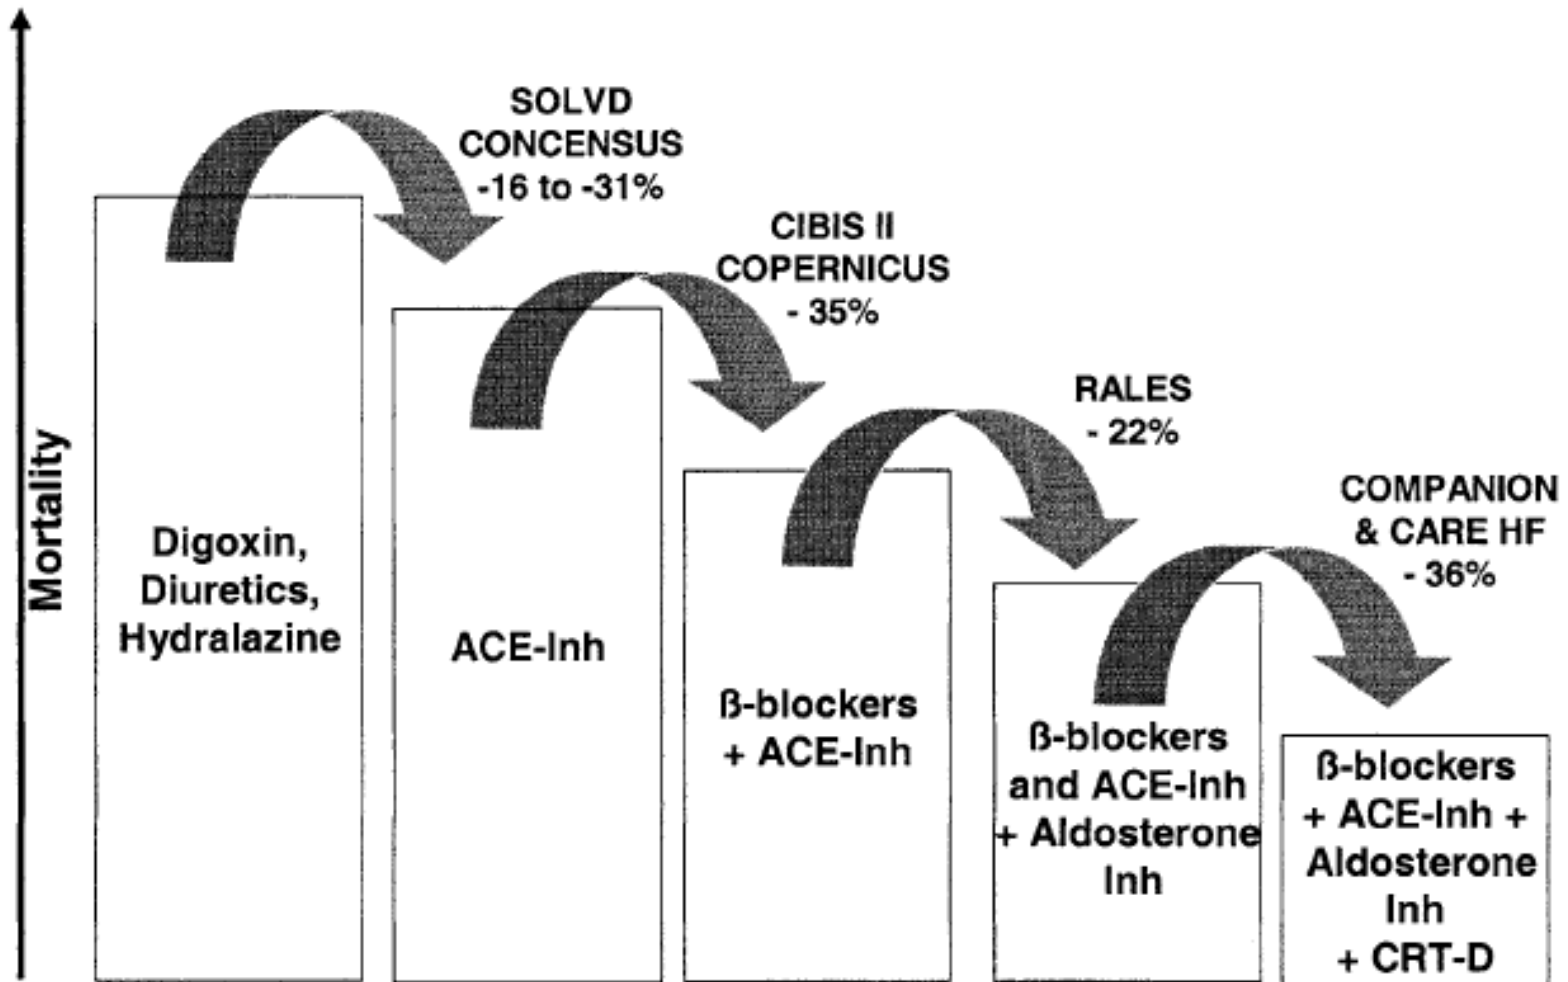 Mortality
SOLVD
CONCENSUS
-16 to -31%
CIBIS II
COPERNICUS
- 35%
RALES
- 22%
COMPANION
& CARE HF
- 36%
Digoxin,
Diuretics,
Hydralazine
ACE-Inh
ß-blockers
+ ACE-Inh
ß-blockers
and ACE-Inh
+ Aldosterone
Inh
ß-blockers
+ ACE-Inh +
Aldosterone
Inh
+ CRT-D